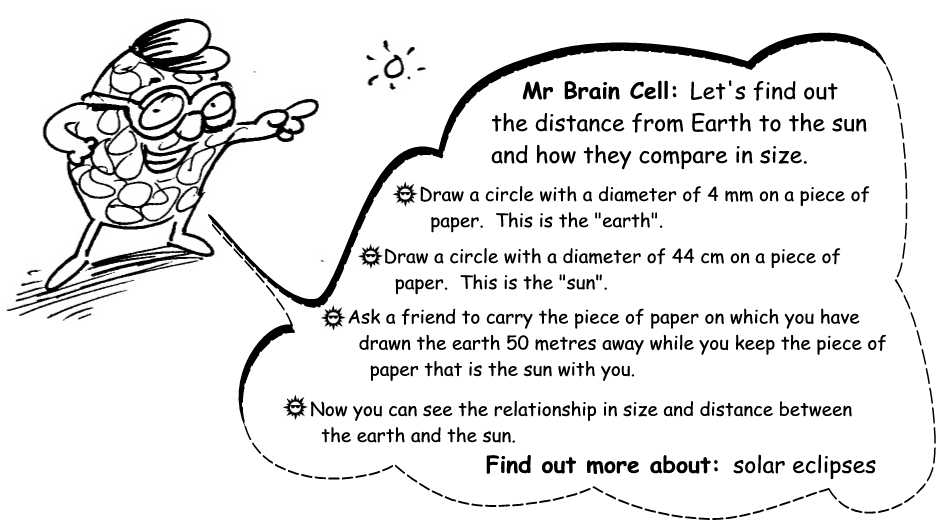 Mr Brain Cell: Let's find out
the distance from Earth to the sun
and how they compare in size.
Draw a circle with a diameter of 4 mm on a piece of
paper. This is the "earth".
Draw a circle with a diameter of 44 cm on a piece of
paper. This is the "sun".
Ask a friend to carry the piece of paper on which you have
drawn the earth 50 metres away while you keep the piece of
paper that is the sun with you.
Now you can see the relationship in size and distance between
the earth and the sun.
Find out more about: solar eclipses